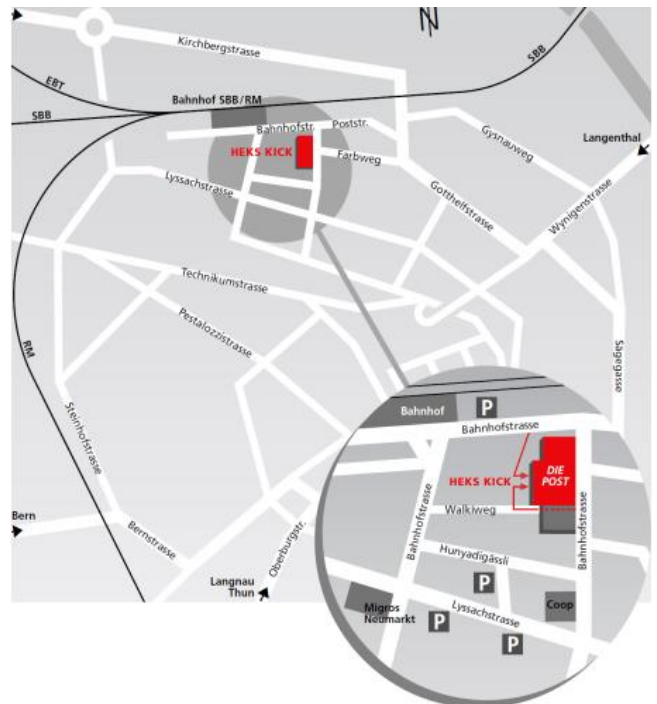 N
Kirchbergstrasse
SBB
EBT
SBB
Bahnhof SBB/RM
Bahnhofstr.
Poststr.
HEKS KICK
Farbweg
Gysnauweg
Langenthal
Lyssachstrasse
Gotthelfstrasse
Wynigenstrasse
Technikumstrasse
Pestalozzistrasse
RM
Sägegasse
Steinhofstrasse
Bern
Bernstrasse
Oberburgstr.
Langnau
Thun
Bahnhof
P
Bahnhofstrasse
HEKS KICK
DIE
POST
Walkiweg
Bahnhofstrasse
Bahnhofstrasse
Hunyadigässli
P
Migros
Neumarkt
Lyssachstrasse
Coop
P
P